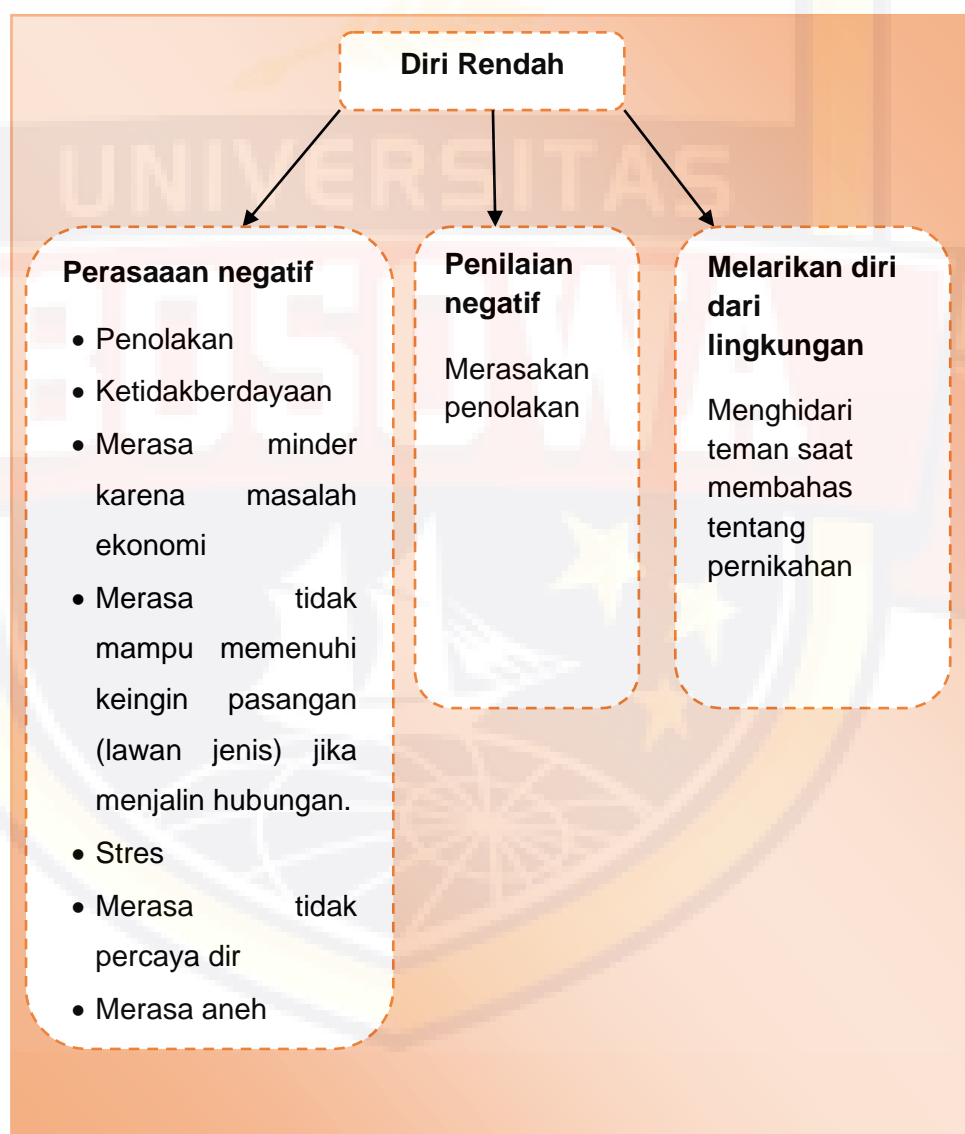 Diri Rendah
UNIVERSITAS
BOSOWA
Perasaaan negatif
• Penolakan
• Ketidakberdayaan
• Merasa minder
karena masalah
ekonomi
• Merasa tidak
mampu memenuhi
keingin pasangan
(lawan jenis) jika
menjalin hubungan.
• Stres
• Merasa tidak
percaya dir
• Merasa aneh
Penilaian
negatif
Merasakan
penolakan
Melarikan diri
dari
lingkungan
Menghidari
teman saat
membahas
tentang
pernikahan